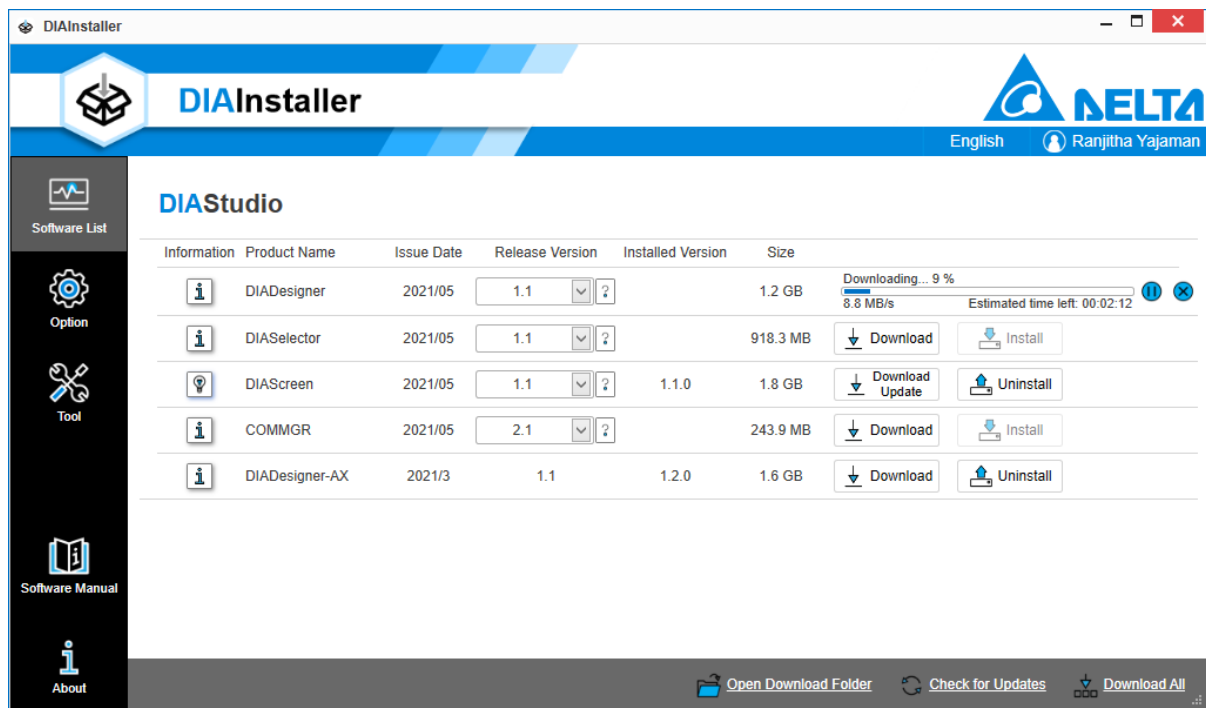 DIAInstaller
DIAInstaller
DELTA
English Ranjitha Yajaman
Software List
Option
Tool
Software Manual
About
DIAStudio
Information Product Name Issue Date Release Version Installed Version Size
DIADesigner 2021/05 1.1 ? 1.2 GB Downloading... 9 %
8.8 MB/s Estimated time left: 00:02:12
DIASelector 2021/05 1.1 ? 918.3 MB Download Install
DIAScreen 2021/05 1.1 ? 1.1.0 1.8 GB Download Update Uninstall
COMMGR 2021/05 2.1 ? 243.9 MB Download Install
DIADesigner-AX 2021/3 1.1 1.2.0 1.6 GB Download Uninstall
Open Download Folder Check for Updates Download All